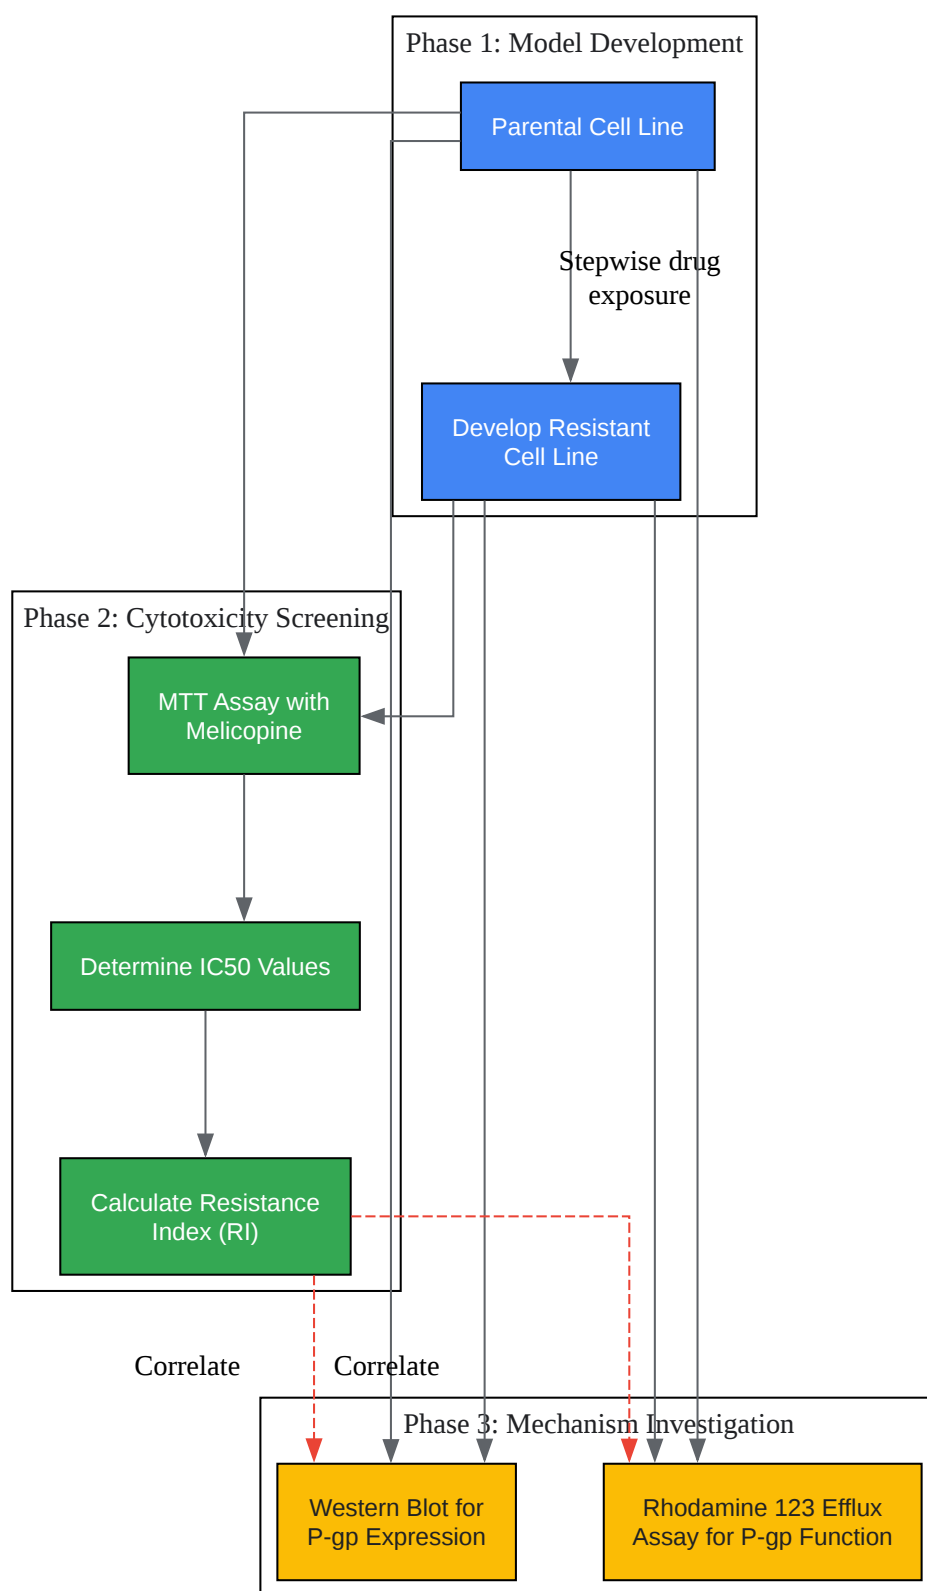 Phase 1: Model Development
Parental Cell Line
Stepwise drug
exposure
Develop Resistant
Cell Line
Phase 2: Cytotoxicity Screening
MTT Assay with
Melicopine
Determine IC50 Values
Calculate Resistance
Index (RI)
Correlate
Correlate
Phase 3: Mechanism Investigation
Western Blot for
P-gp Expression
Rhodamine 123 Efflux
Assay for P-gp Function